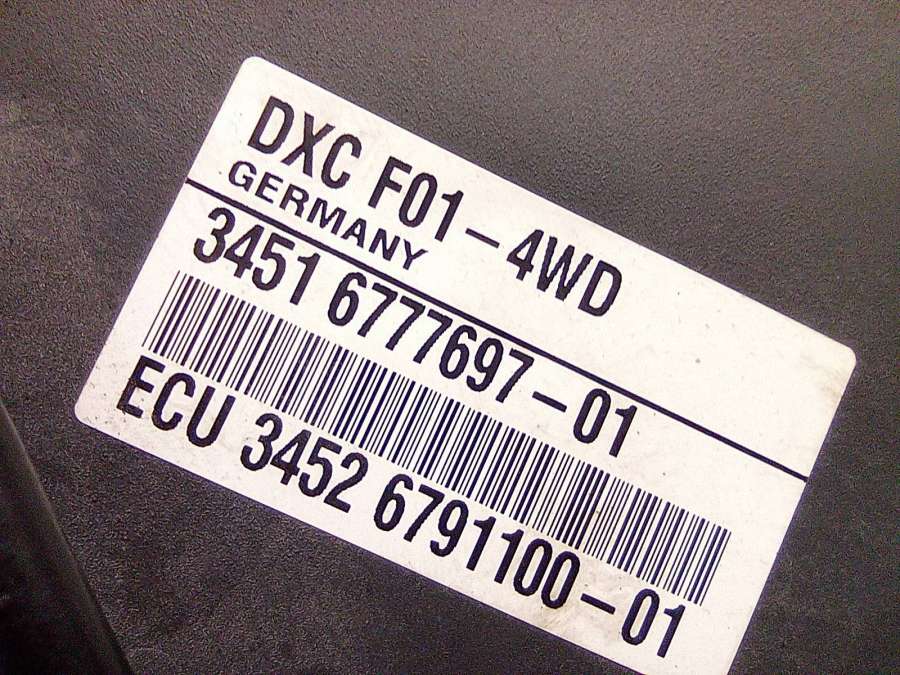 DXC F01-4WD
GERMANY
3451 6777697-01
ECU 3452 6791100-01